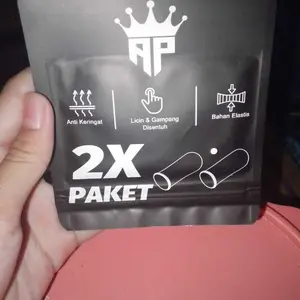 AP
Anti Keringat
Licin & Gampang
Disentuh
Bahan Elastis
2X
PAKET